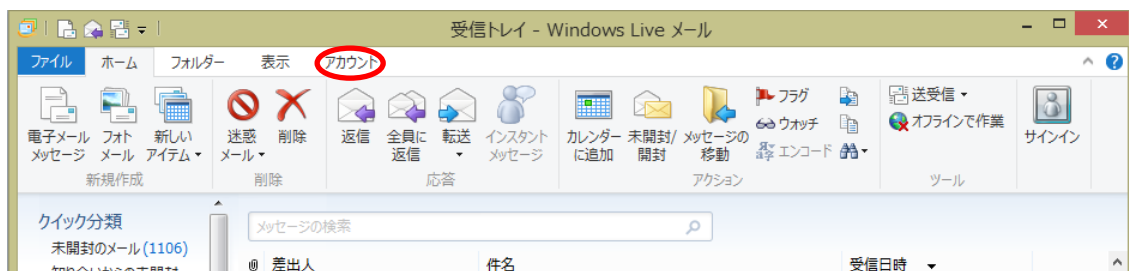 受信トレイ - Windows Live メール
ファイル ホーム フォルダー 表示 アカウント
電子メール メッセージ
フォト メール
新しい アイテム
新規作成
迷惑 メール
削除
削除
返信
全員に 返信
転送
インスタント メッセージ
応答
カレンダー に追加
未開封/ 開封
メッセージの 移動
フラグ
ウォッチ
エンコード
アクション
送受信
オフラインで作業
ツール
サインイン
クイック分類
未開封のメール (1106)
メッセージの検索
差出人 件名 受信日時